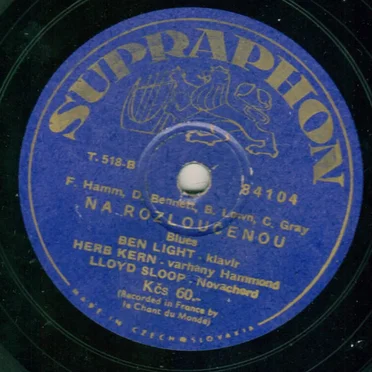 SUPRAPHON
T. 518-B
84104
F. Hamm, D. Bennett, B. Lown, C. Gray
NA ROZLOUČENOU
Blues
BEN LIGHT - klavír
HERB KERN - varhany Hammond
LLOYD SLOOP - Novachord
Kčs 60.-
(Recorded in France by
le Chant du Monde)
MADE IN CZECHOSLOVAKIA